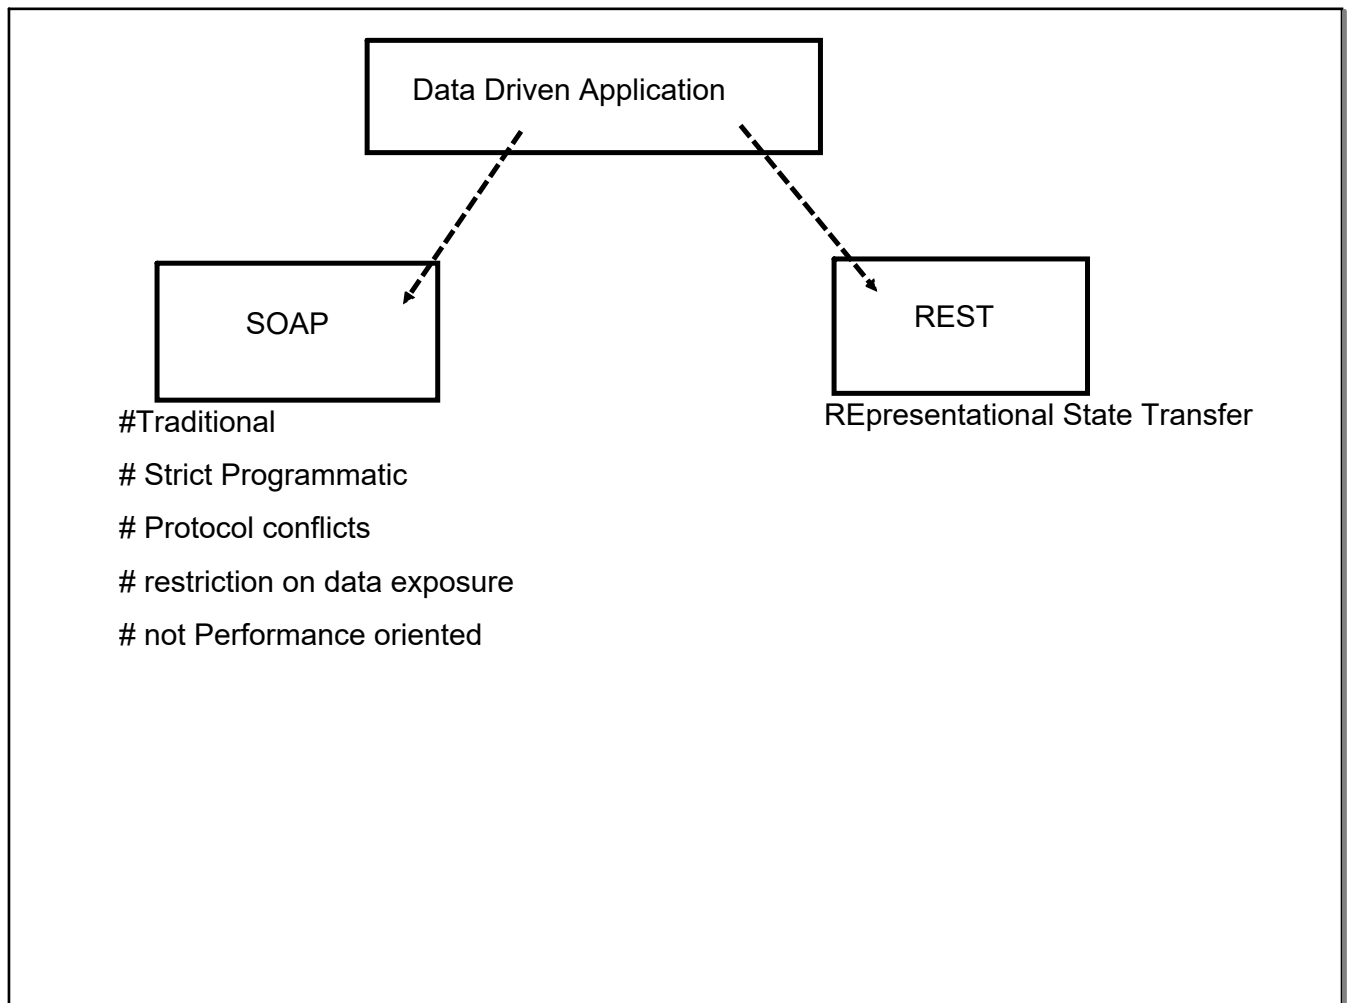 Data Driven Application
SOAP
REST
#Traditional
# Strict Programmatic
# Protocol conflicts
# restriction on data exposure
# not Performance oriented
REpresentational State Transfer